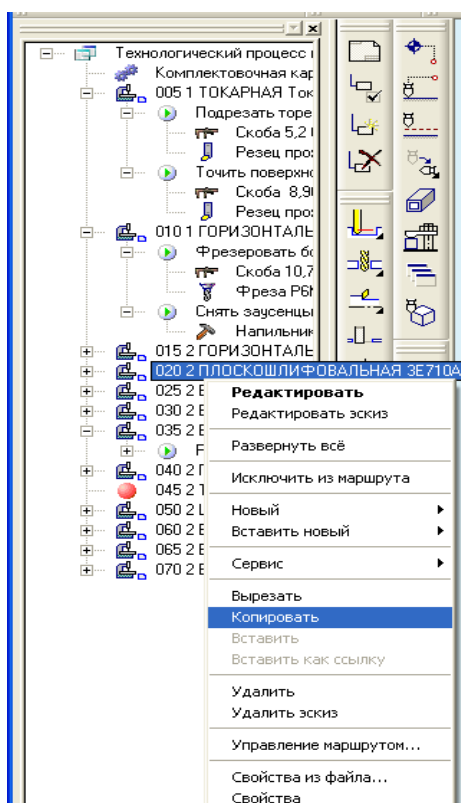 Технологический процесс
Комплектовочная кар
005 1 ТОКАРНАЯ Ток
Подрезать торе
Скоба 5,2
Резец про
Точить поверхно
Скоба 8,9
Резец про
010 1 ГОРИЗОНТАЛЬ
Фрезеровать бо
Скоба 10,7
Фреза Р6М
Снять заусенцы
Напильник
015 2 ГОРИЗОНТАЛЬ
020 2 ПЛОСКОШЛИФОВАЛЬНАЯ 3Е710А
025 2 В
Редактировать
030 2 В
Редактировать эскиз
035 2 В
Развернуть всё
040 2 Г
Исключить из маршрута
045 2 Т
050 2 Ш
Новый
060 2 В
Вставить новый
065 2 В
070 2 В
Сервис
Вырезать
Копировать
Вставить
Вставить как ссылку
Удалить
Удалить эскиз
Управление маршрутом...
Свойства из файла...
Свойства